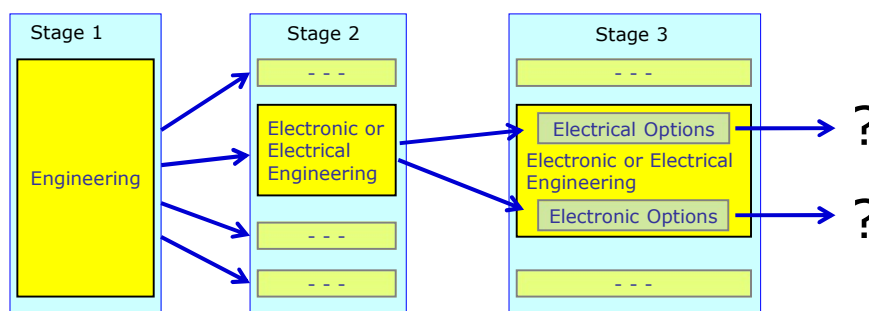 Stage 1
Engineering
Stage 2
- - -
Electronic or
Electrical
Engineering
- - -
- - -
Stage 3
- - -
Electrical Options
Electronic or Electrical
Engineering
Electronic Options
- - -
?
?